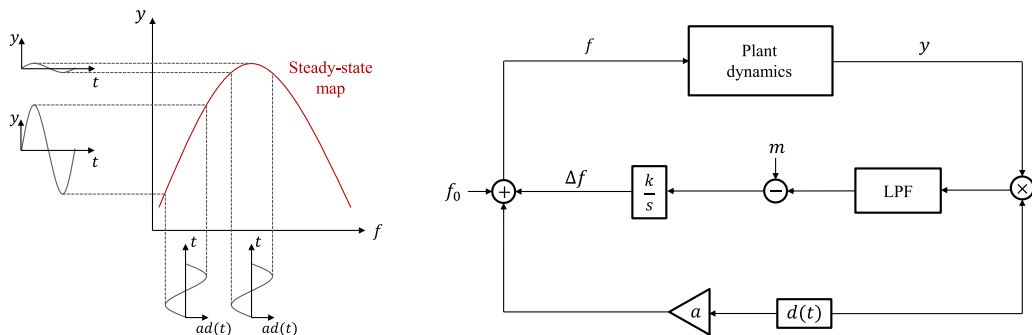 y
t
y
t
y
Steady-state
map
f
t
t
ad(t)
ad(t)
f
Plant
dynamics
y
m
f₀
+
Δf
k
s
−
LPF
×
a
d(t)